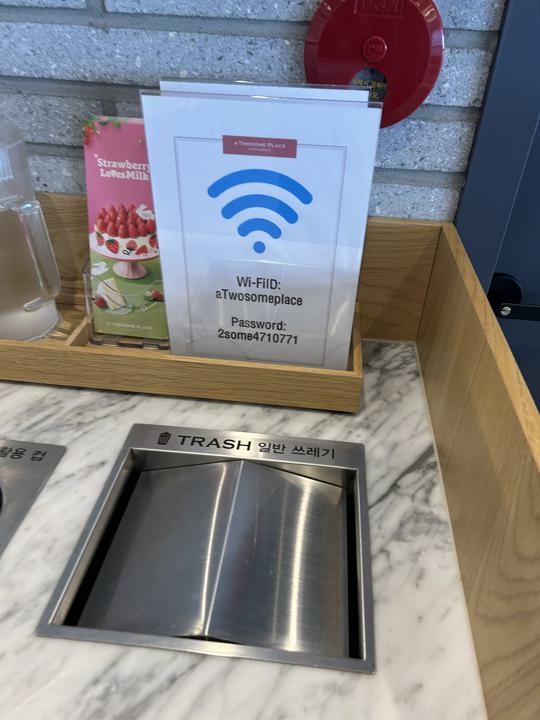 Strawberry
Loves Milk
A TWOSOME PLACE
A TWOSOME PLACE
Wi-FiID:
aTwosomeplace
Password:
2some4710771
TRASH 일반 쓰레기
용 컵